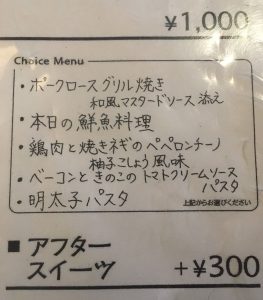 ¥1,000
Choice Menu
・ポークロースグリル焼き
和風マスタードソース添え
・本日の鮮魚料理
・鶏肉と焼きネギのペペロンチーノ
柚子こしょう風味
・ベーコンときのこのトマトクリームソース
パスタ
・明太子パスタ
上記からお選びください
■ アフター
スイーツ +¥300